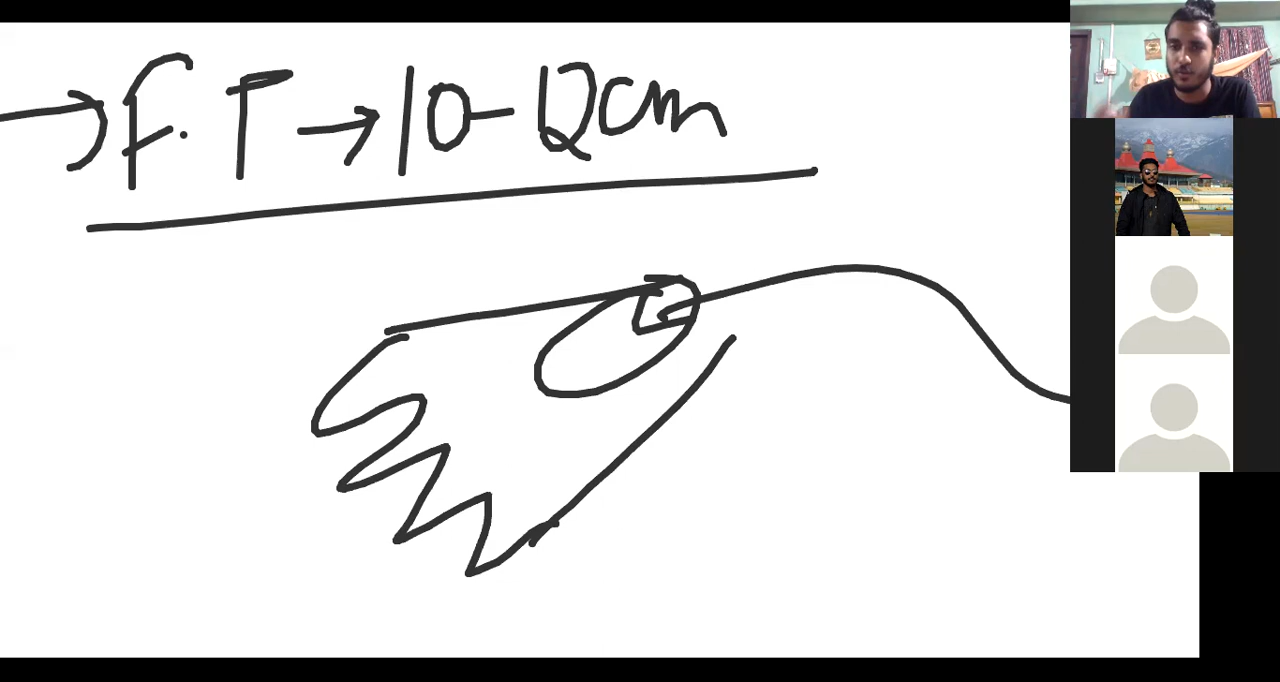 → F. T → 10-12cm